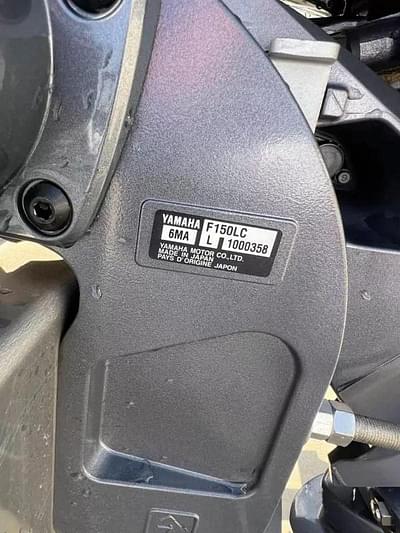 YAMAHA F150LC
6MA L 1000358
YAMAHA MOTOR CO.,LTD.
MADE IN JAPAN
PAYS D'ORIGINE JAPON